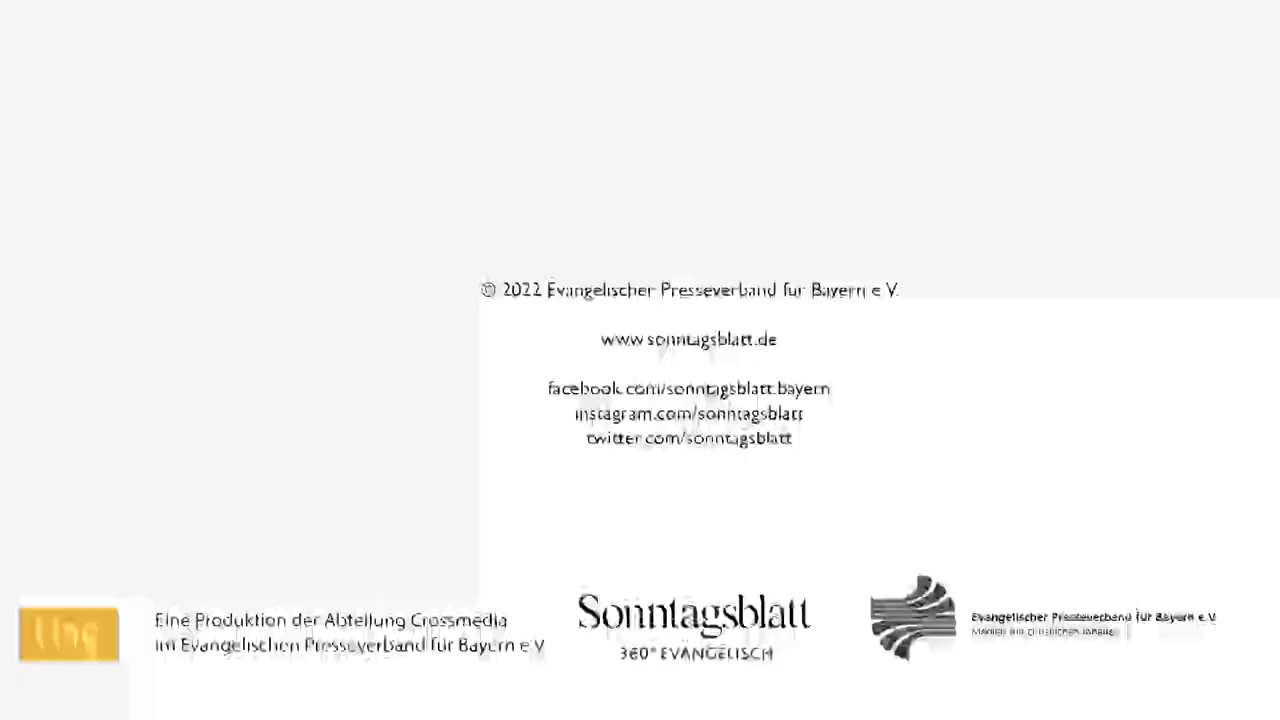 © 2022 Evangelischer Presseverband für Bayern e.V.
www.sonntagsblatt.de
facebook.com/sonntagsblatt.bayern
instagram.com/sonntagsblatt
twitter.com/sonntagsblatt
Eine Produktion der Abteilung Crossmedia
im Evangelischen Presseverband für Bayern e.V.
Sonntagsblatt
360° EVANGELISCH
Evangelischer Presseverband für Bayern e.V.